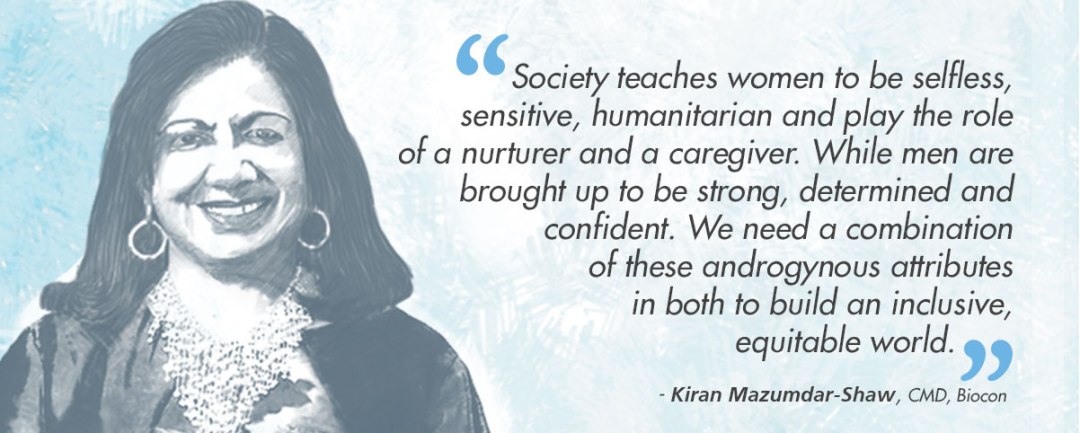 “Society teaches women to be selfless,
sensitive, humanitarian and play the role
of a nurturer and a caregiver. While men are
brought up to be strong, determined and
confident. We need a combination
of these androgynous attributes
in both to build an inclusive,
equitable world.”
- Kiran Mazumdar-Shaw, CMD, Biocon